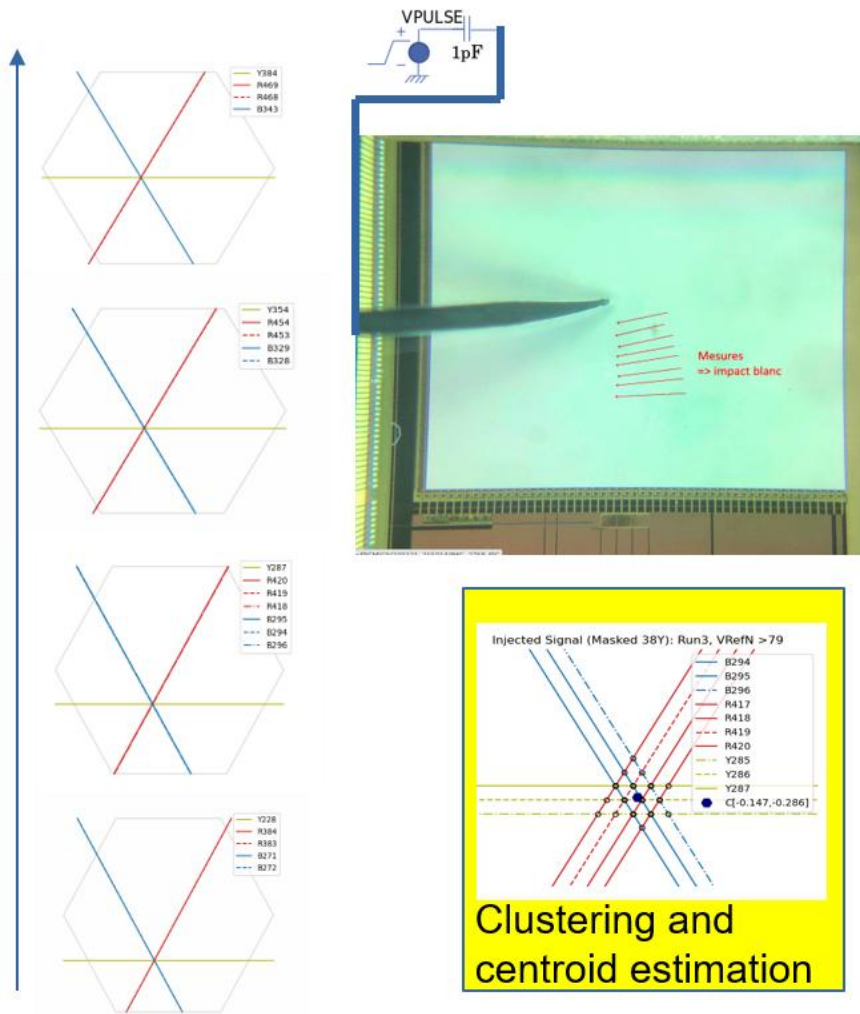 VPULSE
+
−
1pF
Y384
R469
R468
B343
Y354
R454
R453
B329
B328
Mesures
=> impact blanc
Y287
R420
R419
R418
B295
B294
B296
Injected Signal (Masked 38Y): Run3, VRefN >79
B294
B295
B296
R417
R418
R419
R420
Y285
Y286
Y287
C[-0.147,-0.286]
Y228
R384
R383
B271
B272
Clustering and
centroid estimation